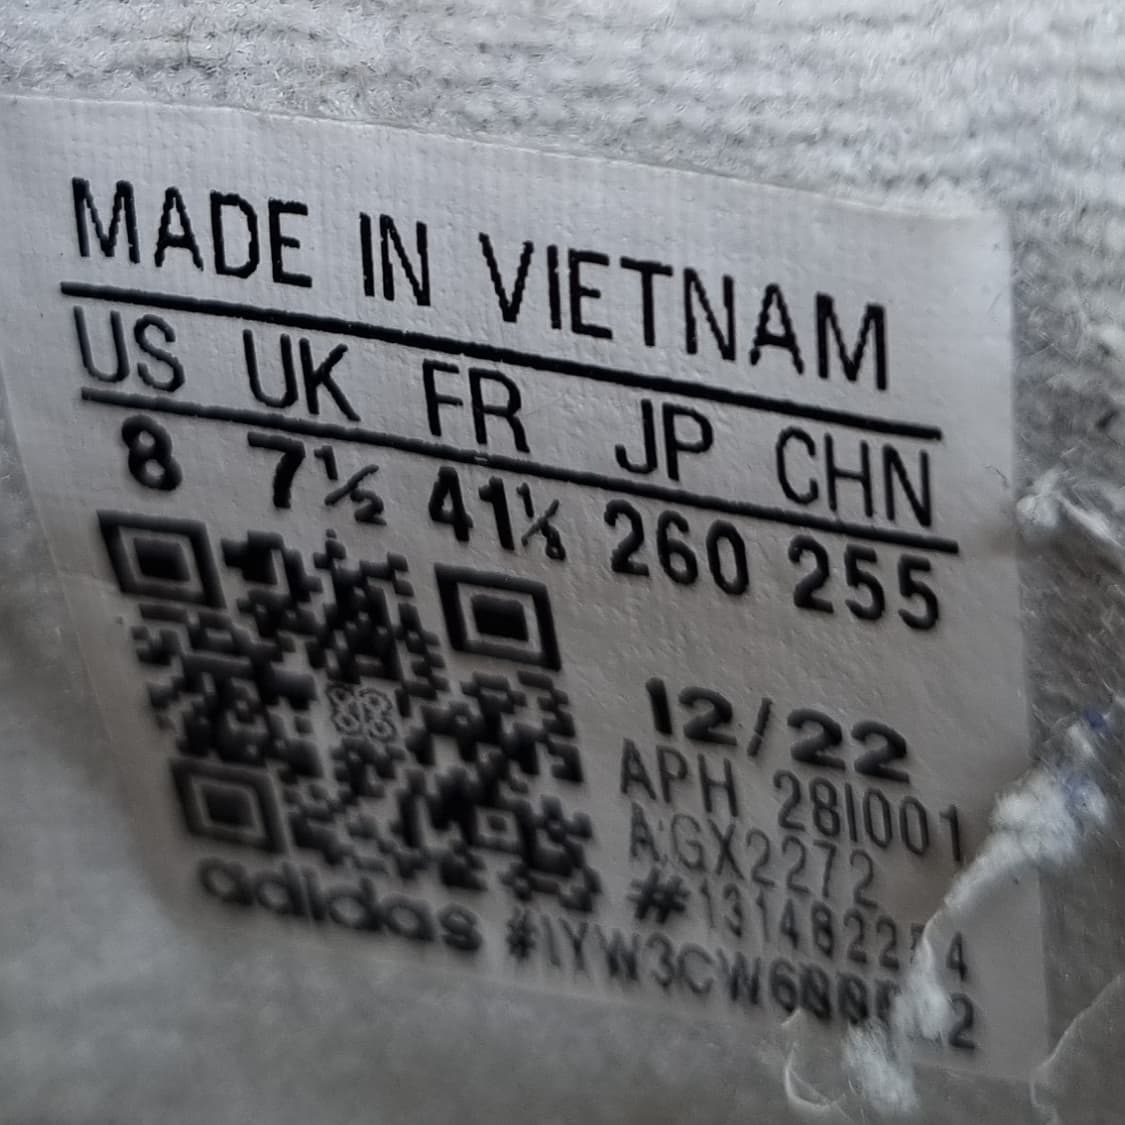 MADE IN VIETNAM
US UK FR JP CHN
8 7½ 41⅓ 260 255
12/22
APH 28I001
A:GX2272
adidas